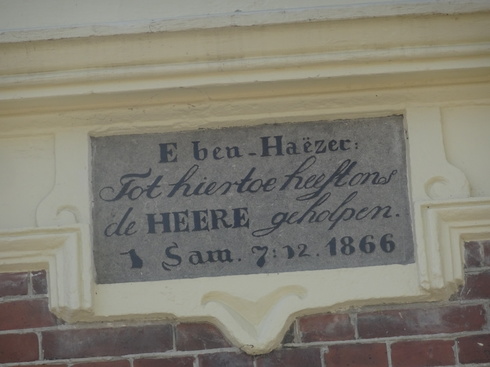 E ben-Haëzer:
Tot hiertoe heeft ons
de HEERE geholpen.
1 Sam. 7:12. 1866